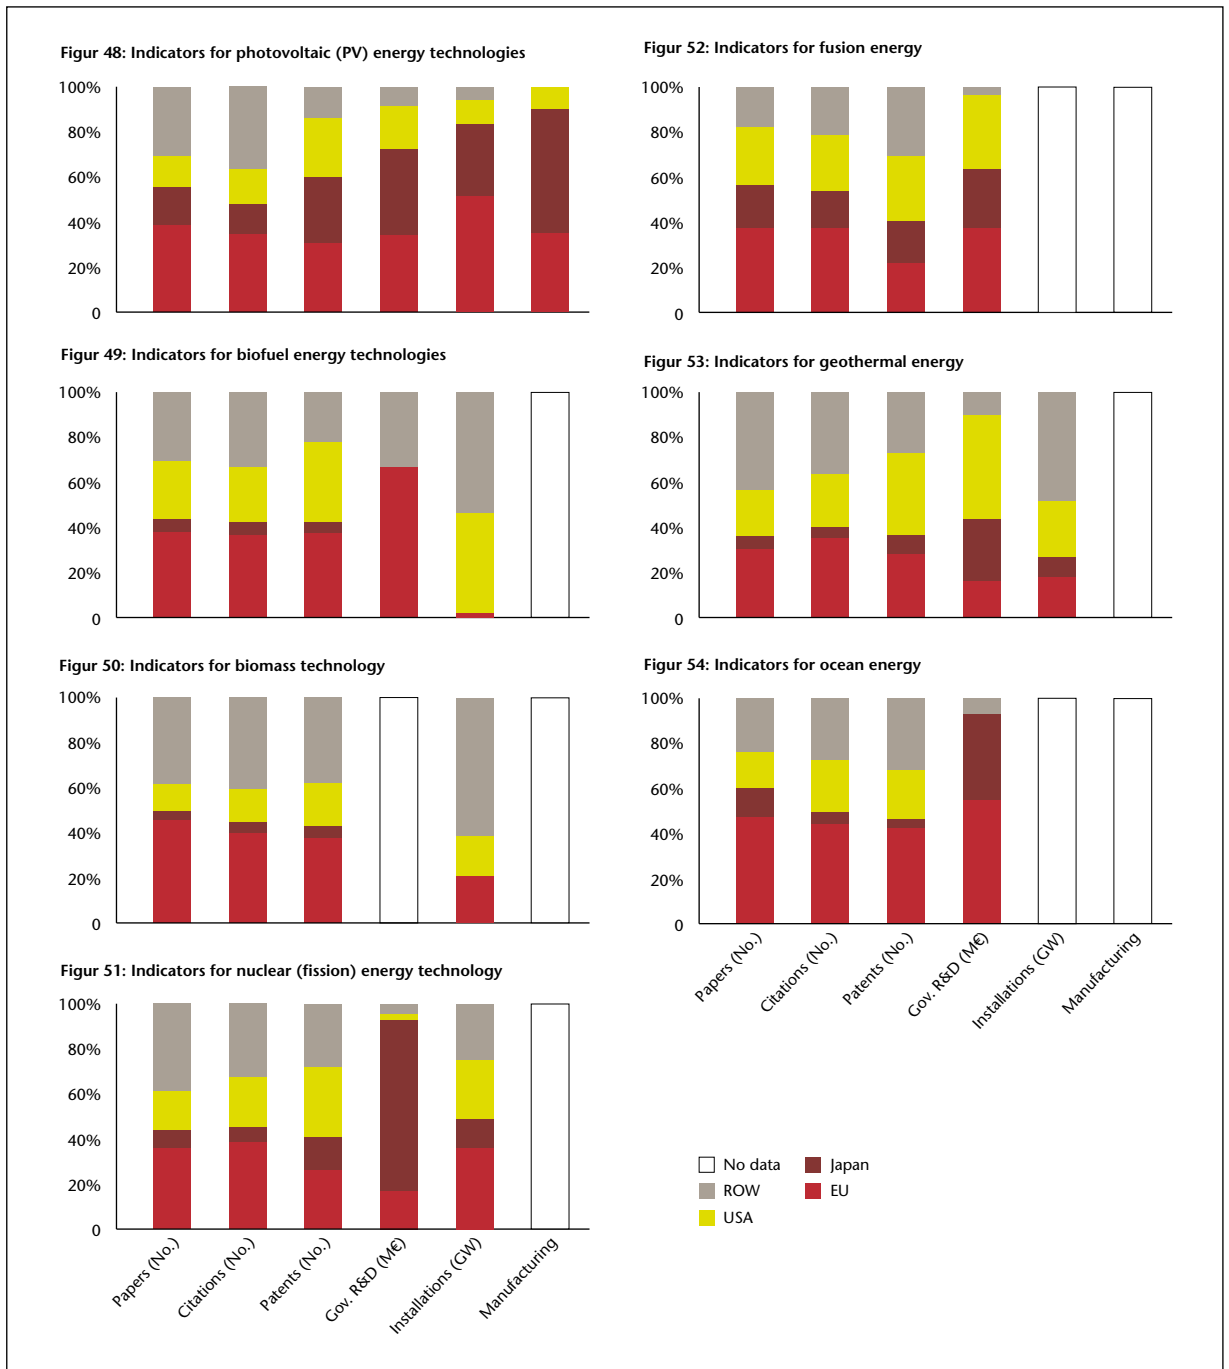 Figur 48: Indicators for photovoltaic (PV) energy technologies
100%
80%
60%
40%
20%
0
Figur 49: Indicators for biofuel energy technologies
100%
80%
60%
40%
20%
0
Figur 50: Indicators for biomass technology
100%
80%
60%
40%
20%
0
Figur 51: Indicators for nuclear (fission) energy technology
100%
80%
60%
40%
20%
0
Papers (No.)
Citations (No.)
Patents (No.)
Gov. R&D (M€)
Installations (GW)
Manufacturing
Figur 52: Indicators for fusion energy
100%
80%
60%
40%
20%
0
Figur 53: Indicators for geothermal energy
100%
80%
60%
40%
20%
0
Figur 54: Indicators for ocean energy
100%
80%
60%
40%
20%
0
Papers (No.)
Citations (No.)
Patents (No.)
Gov. R&D (M€)
Installations (GW)
Manufacturing
No data
ROW
USA
Japan
EU